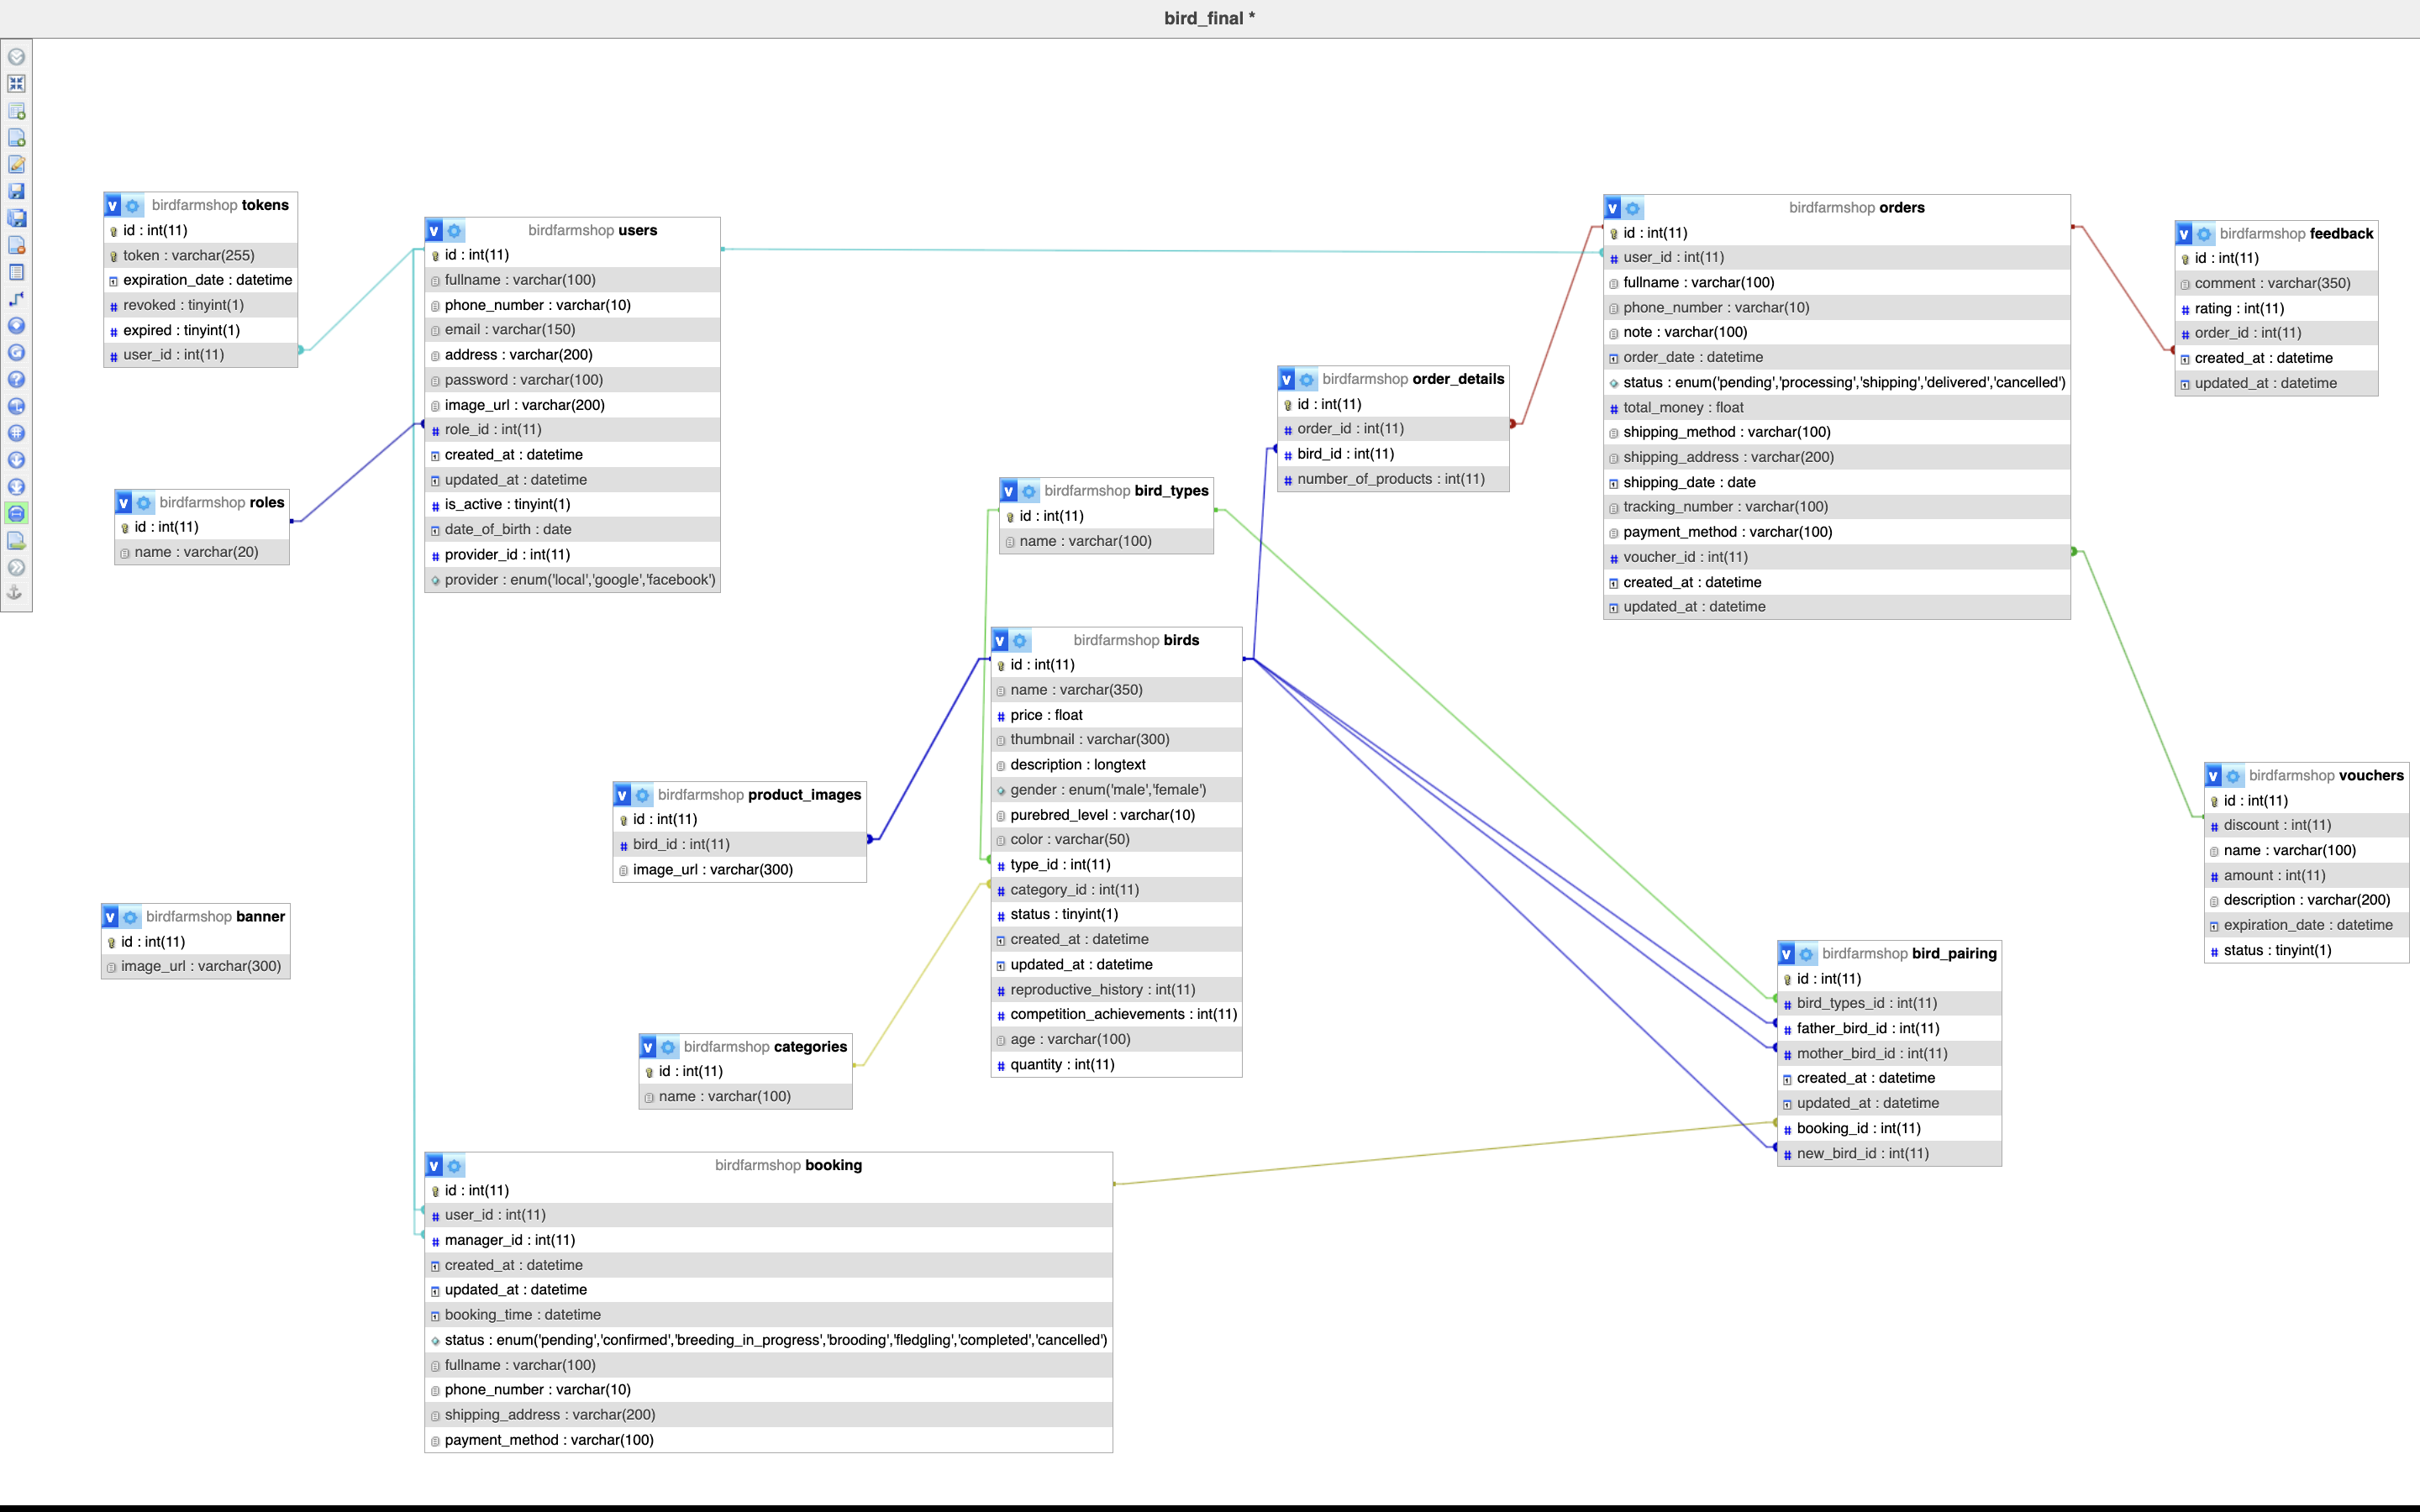 bird_final *
birdfarmshop tokens
id : int(11)
token : varchar(255)
expiration_date : datetime
revoked : tinyint(1)
expired : tinyint(1)
user_id : int(11)
birdfarmshop users
id : int(11)
fullname : varchar(100)
phone_number : varchar(10)
email : varchar(150)
address : varchar(200)
password : varchar(100)
image_url : varchar(200)
role_id : int(11)
created_at : datetime
updated_at : datetime
is_active : tinyint(1)
date_of_birth : date
provider_id : int(11)
provider : enum('local','google','facebook')
birdfarmshop orders
id : int(11)
user_id : int(11)
fullname : varchar(100)
phone_number : varchar(10)
note : varchar(100)
order_date : datetime
status : enum('pending','processing','shipping','delivered','cancelled')
total_money : float
shipping_method : varchar(100)
shipping_address : varchar(200)
shipping_date : date
tracking_number : varchar(100)
payment_method : varchar(100)
voucher_id : int(11)
created_at : datetime
updated_at : datetime
birdfarmshop feedback
id : int(11)
comment : varchar(350)
rating : int(11)
order_id : int(11)
created_at : datetime
updated_at : datetime
birdfarmshop order_details
id : int(11)
order_id : int(11)
bird_id : int(11)
number_of_products : int(11)
birdfarmshop roles
id : int(11)
name : varchar(20)
birdfarmshop bird_types
id : int(11)
name : varchar(100)
birdfarmshop birds
id : int(11)
name : varchar(350)
price : float
thumbnail : varchar(300)
description : longtext
gender : enum('male','female')
purebred_level : varchar(10)
color : varchar(50)
type_id : int(11)
category_id : int(11)
status : tinyint(1)
created_at : datetime
updated_at : datetime
reproductive_history : int(11)
competition_achievements : int(11)
age : varchar(100)
quantity : int(11)
birdfarmshop product_images
id : int(11)
bird_id : int(11)
image_url : varchar(300)
birdfarmshop vouchers
id : int(11)
discount : int(11)
name : varchar(100)
amount : int(11)
description : varchar(200)
expiration_date : datetime
status : tinyint(1)
birdfarmshop banner
id : int(11)
image_url : varchar(300)
birdfarmshop bird_pairing
id : int(11)
bird_types_id : int(11)
father_bird_id : int(11)
mother_bird_id : int(11)
created_at : datetime
updated_at : datetime
booking_id : int(11)
new_bird_id : int(11)
birdfarmshop categories
id : int(11)
name : varchar(100)
birdfarmshop booking
id : int(11)
user_id : int(11)
manager_id : int(11)
created_at : datetime
updated_at : datetime
booking_time : datetime
status : enum('pending','confirmed','breeding_in_progress','brooding','fledgling','completed','cancelled')
fullname : varchar(100)
phone_number : varchar(10)
shipping_address : varchar(200)
payment_method : varchar(100)